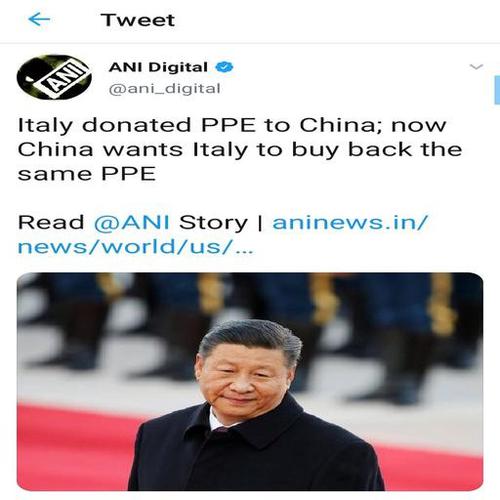 Tweet
ANI
ANI Digital
@ani_digital
Italy donated PPE to China; now
China wants Italy to buy back the
same PPE
Read @ANI Story | aninews.in/
news/world/us/...